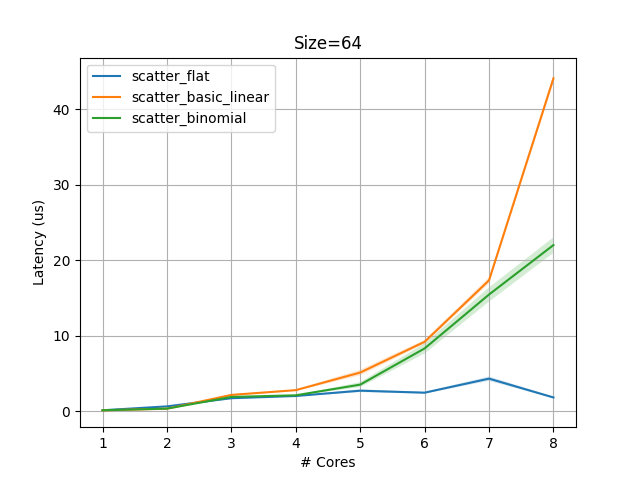 Size=64
scatter_flat
scatter_basic_linear
scatter_binomial
Latency (us)
40
30
20
10
0
1 2 3 4 5 6 7 8
# Cores